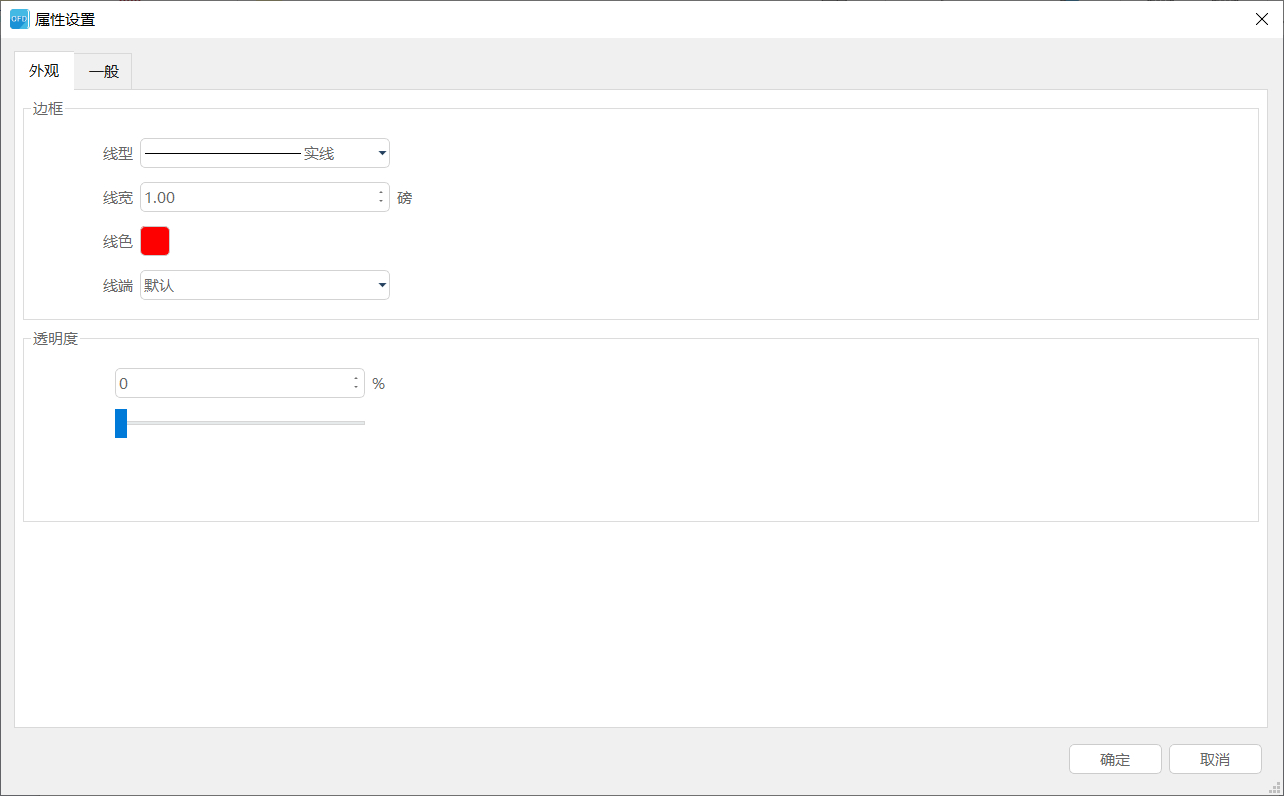 OFD 属性设置
外观 一般
边框
线型 实线
线宽 1.00 磅
线色
线端 默认
透明度
0 %
确定 取消